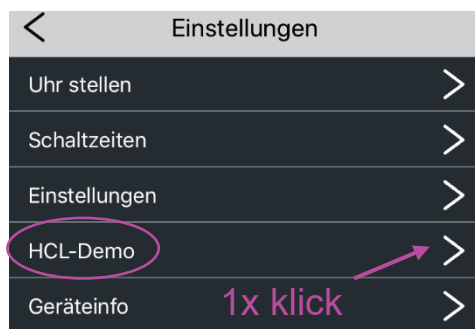 Einstellungen
Uhr stellen
Schaltzeiten
Einstellungen
HCL-Demo
Geräteinfo 1x klick